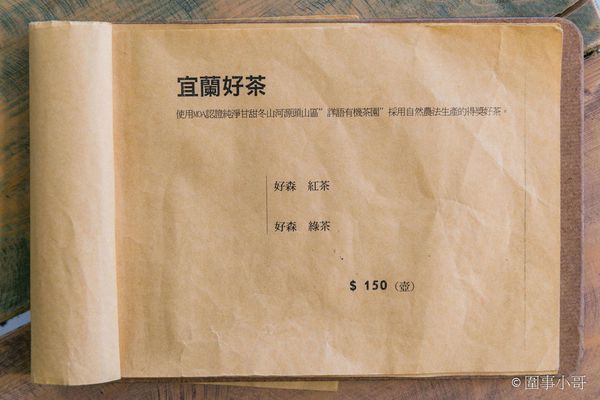 宜蘭好茶
使用MOA認證純淨甘甜冬山河源頭山區”詳語有機茶園”採用自然農法生產的得獎好茶。
好森 紅茶
好森 綠茶
$ 150 (壺)
© 圍事小哥